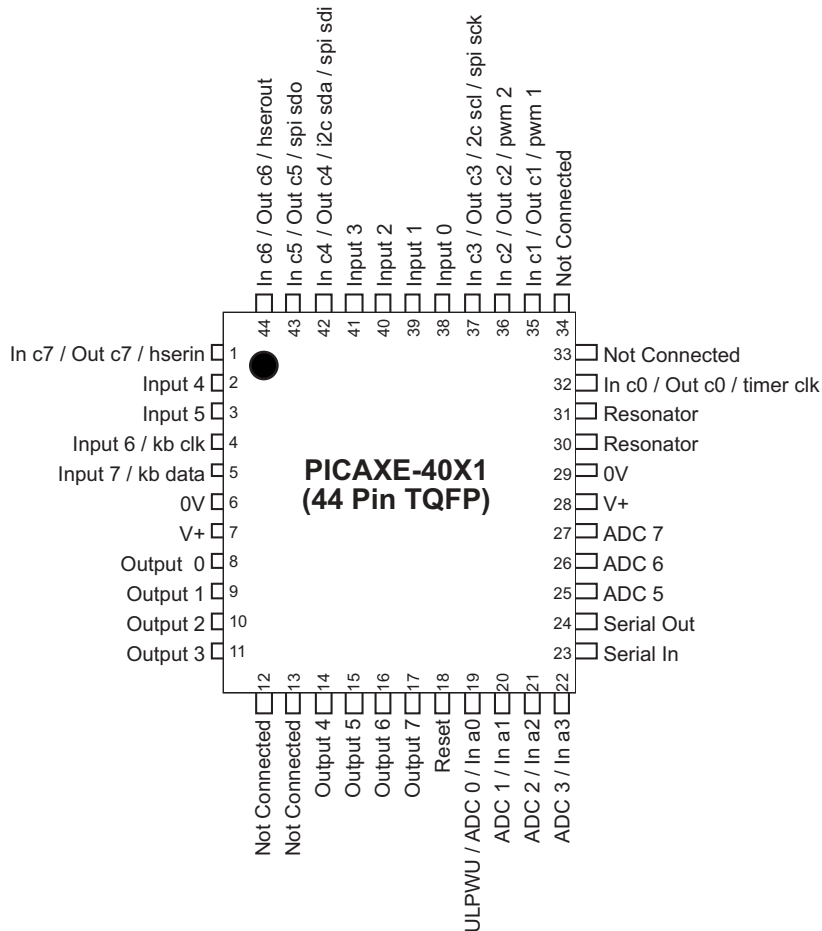 In c6 / Out c6 / hserout
In c5 / Out c5 / spi sdo
In c4 / Out c4 / i2c sda / spi sdi
Input 3
Input 2
Input 1
Input 0
In c3 / Out c3 / 2c scl / spi sck
In c2 / Out c2 / pwm 2
In c1 / Out c1 / pwm 1
Not Connected
44
43
42
41
40
39
38
37
36
35
34
In c7 / Out c7 / hserin 1
Input 4 2
Input 5 3
Input 6 / kb clk 4
Input 7 / kb data 5
0V 6
V+ 7
Output 0 8
Output 1 9
Output 2 10
Output 3 11
PICAXE-40X1
(44 Pin TQFP)
33 Not Connected
32 In c0 / Out c0 / timer clk
31 Resonator
30 Resonator
29 0V
28 V+
27 ADC 7
26 ADC 6
25 ADC 5
24 Serial Out
23 Serial In
12
13
14
15
16
17
18
19
20
21
22
Not Connected
Not Connected
Output 4
Output 5
Output 6
Output 7
Reset
ULPWU / ADC 0 / In a0
ADC 1 / In a1
ADC 2 / In a2
ADC 3 / In a3